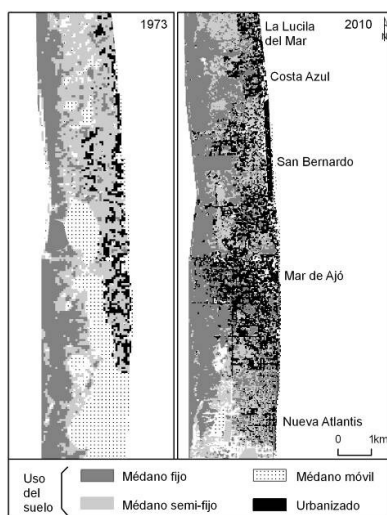 1973
2010
N
La Lucila
del Mar
Costa Azul
San Bernardo
Mar de Ajó
Nueva Atlantis
0 1km
Uso
del
suelo
Médano fijo
Médano semi-fijo
Médano móvil
Urbanizado